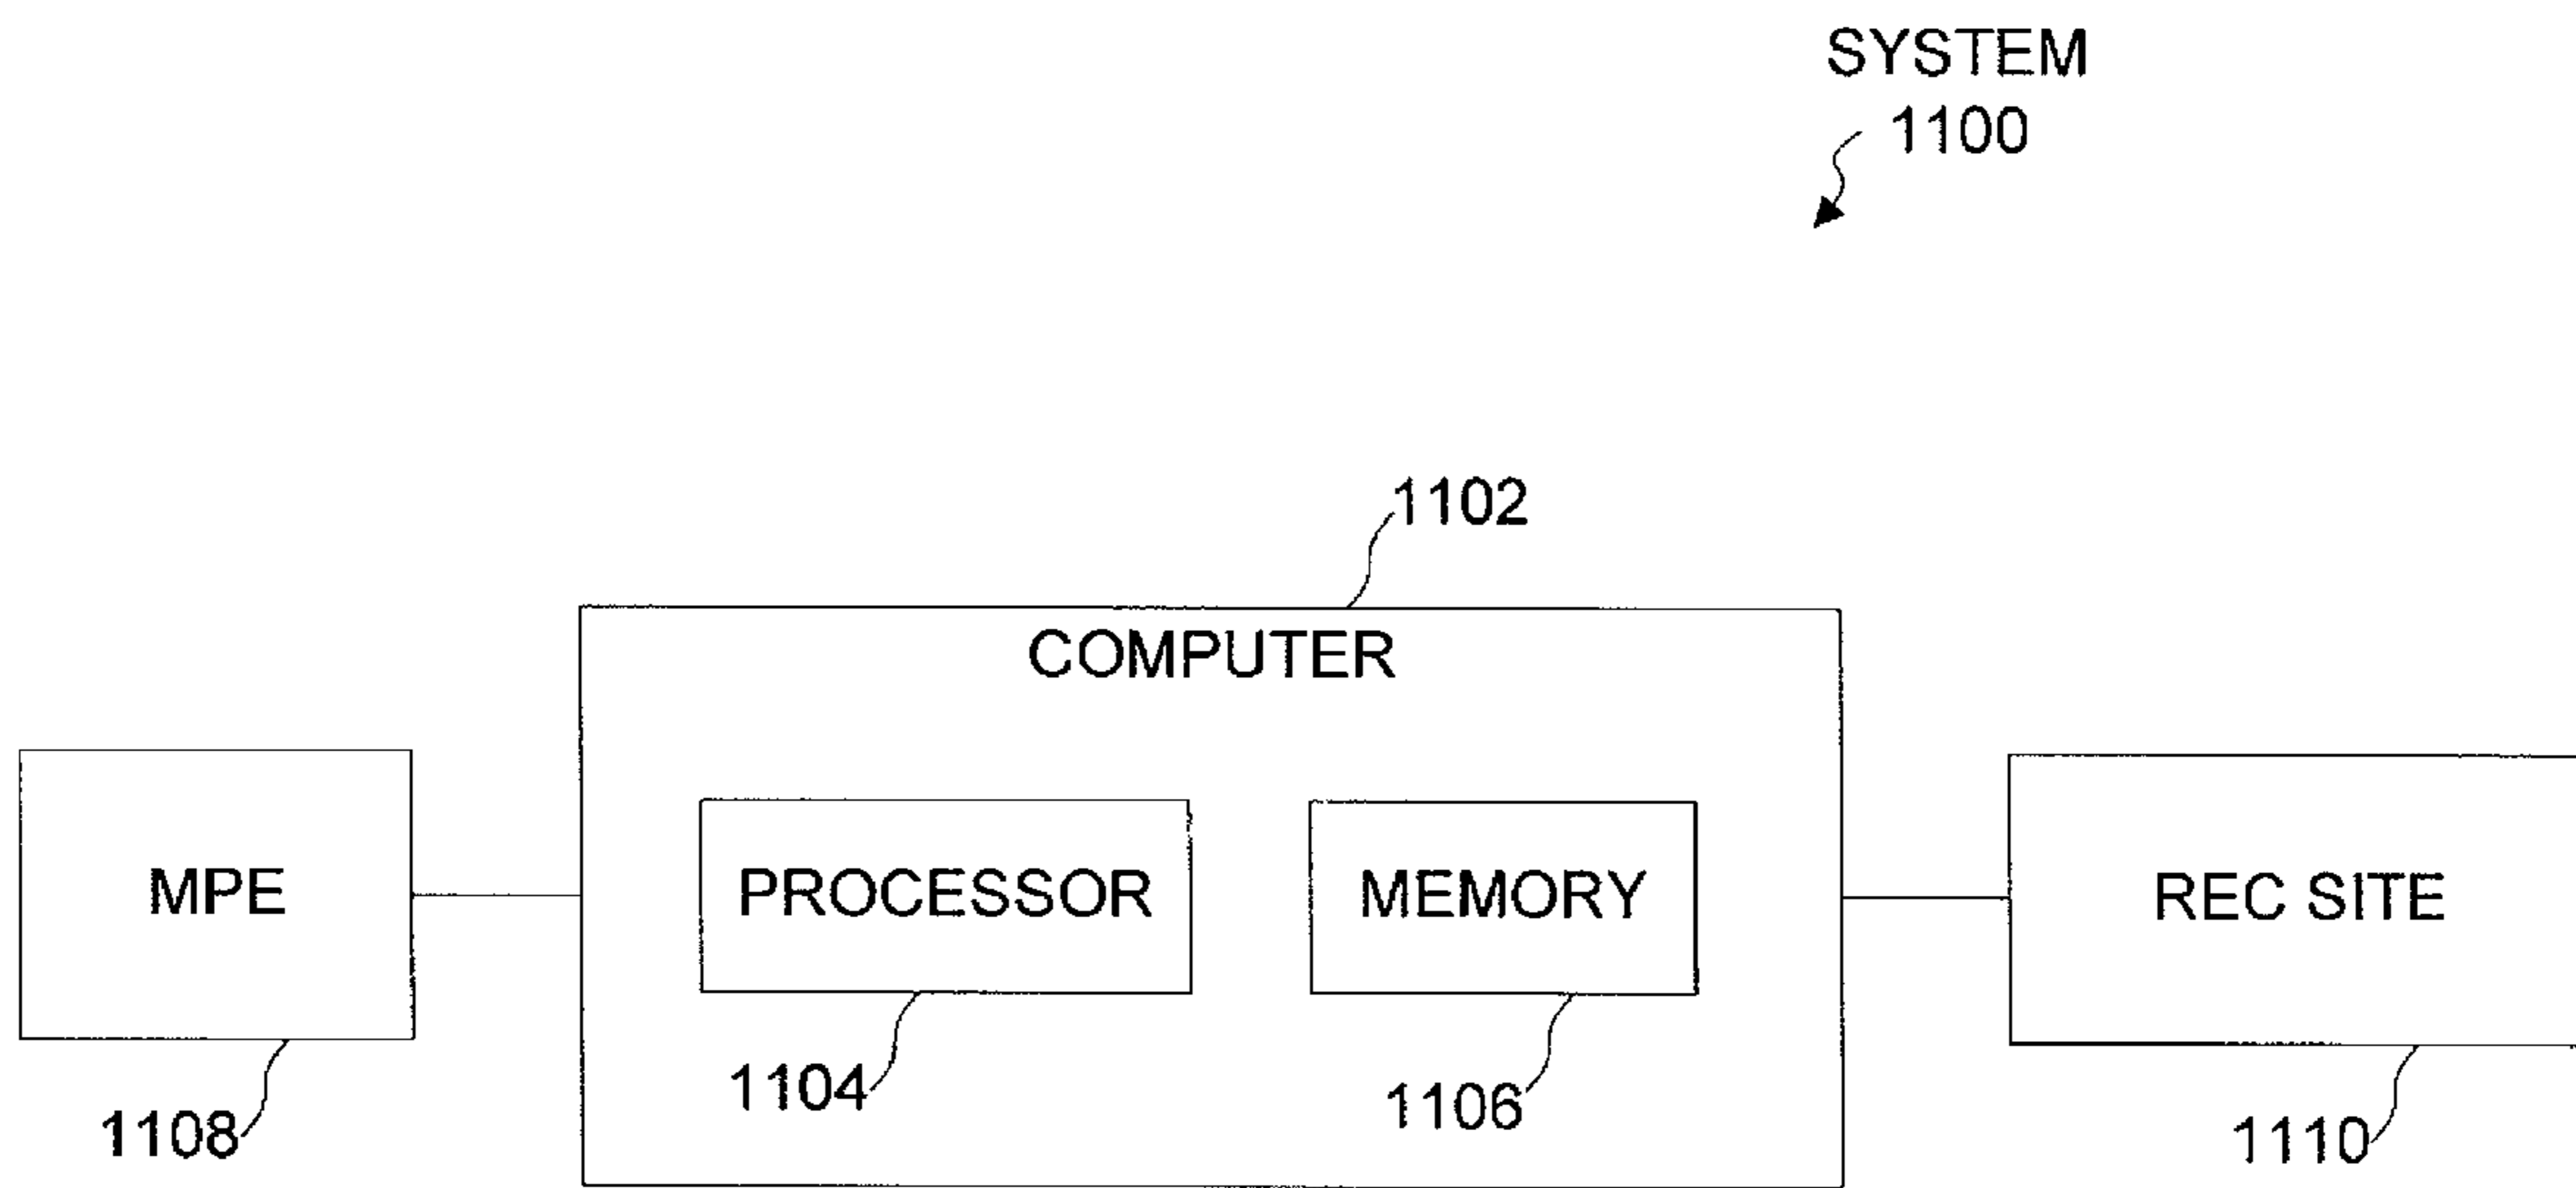 SYSTEM
1100
1102
COMPUTER
MPE
PROCESSOR
MEMORY
REC SITE
1104
1106
1108
1110